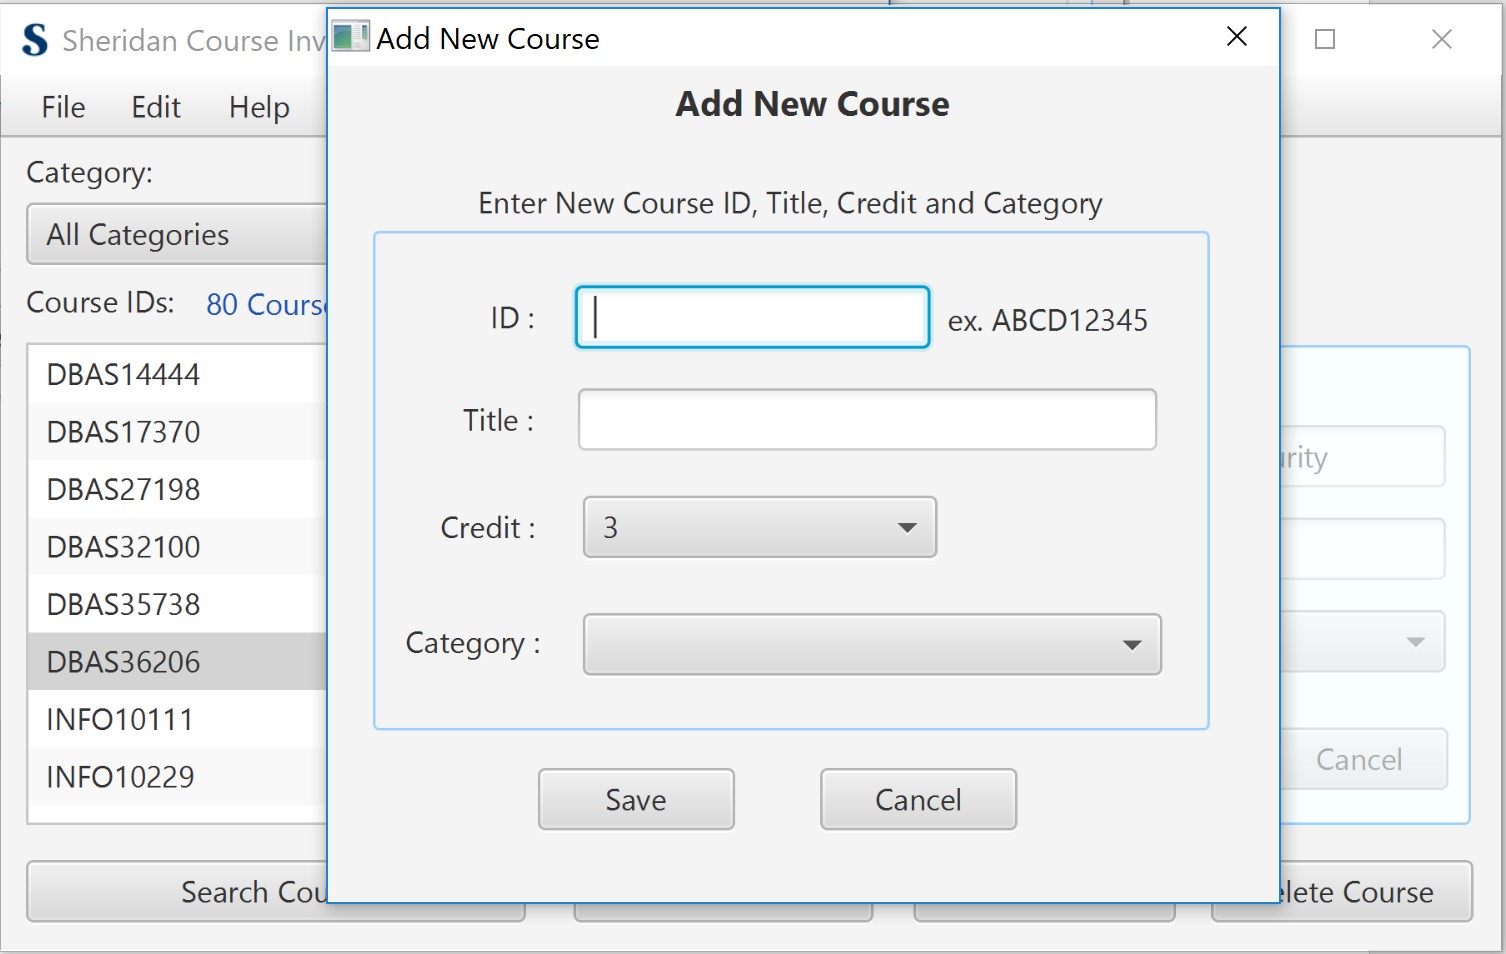 Sheridan Course Inv
File Edit Help
Category:
All Categories
Course IDs: 80 Course
DBAS14444
DBAS17370
DBAS27198
DBAS32100
DBAS35738
DBAS36206
INFO10111
INFO10229
Search Cou
Add New Course
Add New Course
Enter New Course ID, Title, Credit and Category
ID :
ex. ABCD12345
Title :
Credit :
3
Category :
Save
Cancel
urity
Cancel
elete Course